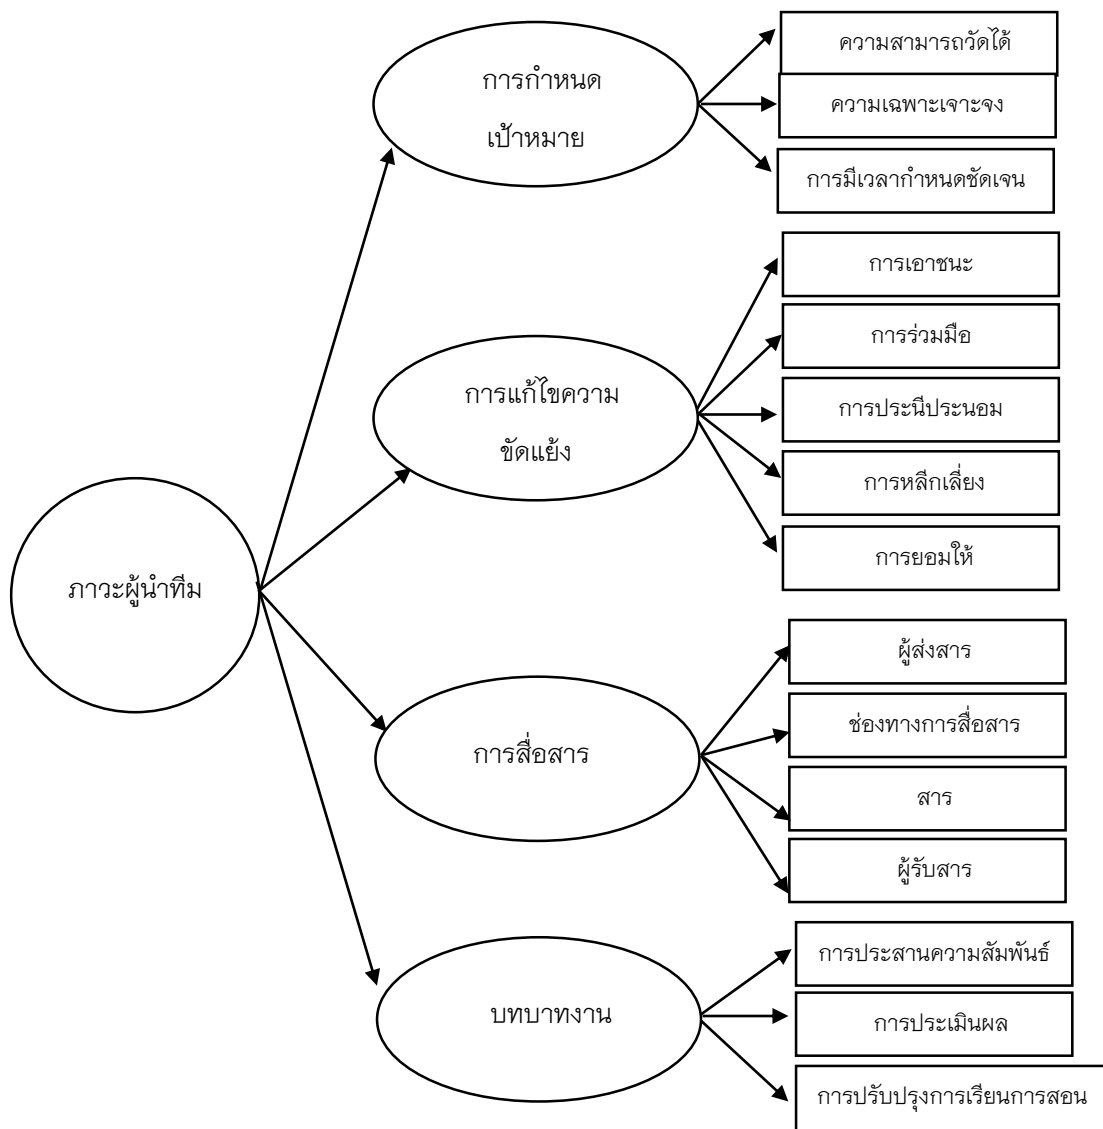 ความสามารถวัดได้
การกำหนด
เป้าหมาย
ความเฉพาะเจาะจง
การมีเวลากำหนดชัดเจน
การเอาชนะ
การร่วมมือ
การแก้ไขความ
ขัดแย้ง
การประนีประนอม
การหลีกเลี่ยง
การยอมให้
ภาวะผู้นำทีม
ผู้ส่งสาร
ช่องทางการสื่อสาร
การสื่อสาร
สาร
ผู้รับสาร
การประสานความสัมพันธ์
บทบาทงาน
การประเมินผล
การปรับปรุงการเรียนการสอน